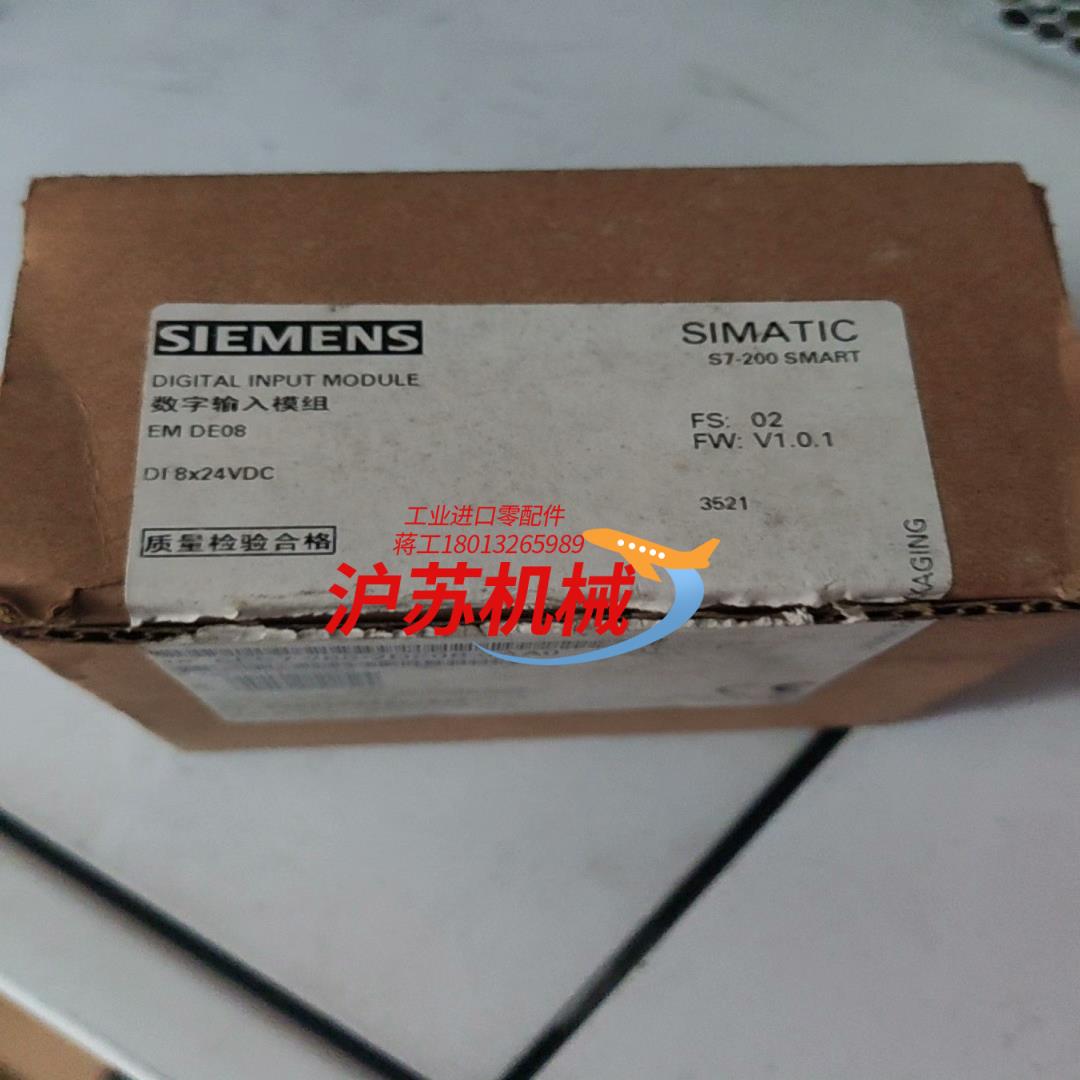 SIEMENS
SIMATIC
S7-200 SMART
DIGITAL INPUT MODULE
数字输入模组
EM DE08
FS: 02
FW: V1.0.1
DI 8x24VDC
3521
质量检验合格
KAGING
工业进口零配件
蒋工18013265989
沪苏机械